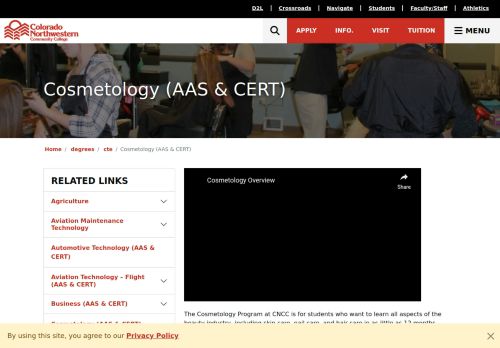 D2L | Crossroads | Navigate | Students | Faculty/Staff | Athletics
Colorado
Northwestern
Community College
APPLY INFO. VISIT TUITION MENU
Cosmetology (AAS & CERT)
Home / degrees / cte / Cosmetology (AAS & CERT)
RELATED LINKS
Agriculture
Aviation Maintenance
Technology
Automotive Technology (AAS &
CERT)
Aviation Technology – Flight
(AAS & CERT)
Business (AAS & CERT)
Cosmetology (AAS & CERT)
Cosmetology Overview
Share
The Cosmetology Program at CNCC is for students who want to learn all aspects of the
beauty industry, including skin care, nail care, and hair care in as little as 12 months.
By using this site, you agree to our Privacy Policy